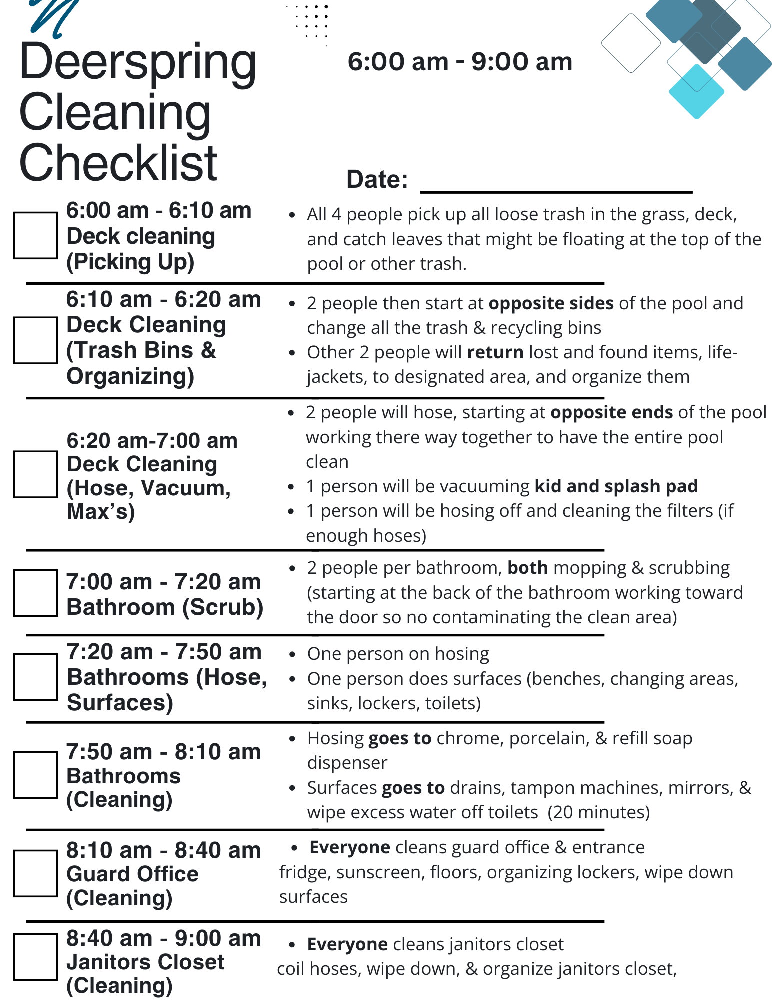 Deerspring
Cleaning
Checklist
6:00 am - 9:00 am
Date:
6:00 am - 6:10 am
Deck cleaning
(Picking Up)
• All 4 people pick up all loose trash in the grass, deck,
and catch leaves that might be floating at the top of the
pool or other trash.
6:10 am - 6:20 am
Deck Cleaning
(Trash Bins &
Organizing)
• 2 people then start at opposite sides of the pool and
change all the trash & recycling bins
• Other 2 people will return lost and found items, life-
jackets, to designated area, and organize them
6:20 am-7:00 am
Deck Cleaning
(Hose, Vacuum,
Max’s)
• 2 people will hose, starting at opposite ends of the pool
working there way together to have the entire pool
clean
• 1 person will be vacuuming kid and splash pad
• 1 person will be hosing off and cleaning the filters (if
enough hoses)
7:00 am - 7:20 am
Bathroom (Scrub)
• 2 people per bathroom, both mopping & scrubbing
(starting at the back of the bathroom working toward
the door so no contaminating the clean area)
7:20 am - 7:50 am
Bathrooms (Hose,
Surfaces)
• One person on hosing
• One person does surfaces (benches, changing areas,
sinks, lockers, toilets)
7:50 am - 8:10 am
Bathrooms
(Cleaning)
• Hosing goes to chrome, porcelain, & refill soap
dispenser
• Surfaces goes to drains, tampon machines, mirrors, &
wipe excess water off toilets  (20 minutes)
8:10 am - 8:40 am
Guard Office
(Cleaning)
• Everyone cleans guard office & entrance
fridge, sunscreen, floors, organizing lockers, wipe down
surfaces
8:40 am - 9:00 am
Janitors Closet
(Cleaning)
• Everyone cleans janitors closet
coil hoses, wipe down, & organize janitors closet,